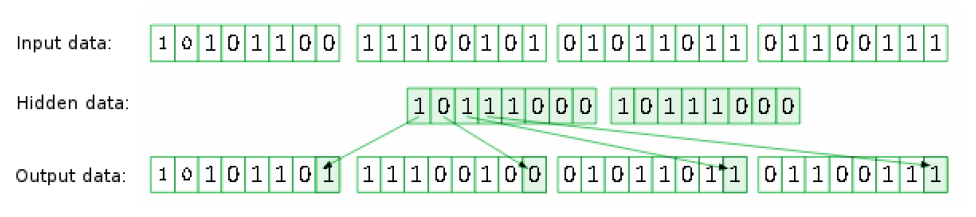 Input data: 1 0 1 0 1 1 0 0 1 1 1 0 0 1 0 1 0 1 0 1 1 0 1 1 0 1 1 0 0 1 1 1
Hidden data: 1 0 1 1 1 0 0 0 1 0 1 1 1 0 0 0
Output data: 1 0 1 0 1 1 0 1 1 1 1 0 0 1 0 0 0 1 0 1 1 0 1 1 0 1 1 0 0 1 1 1